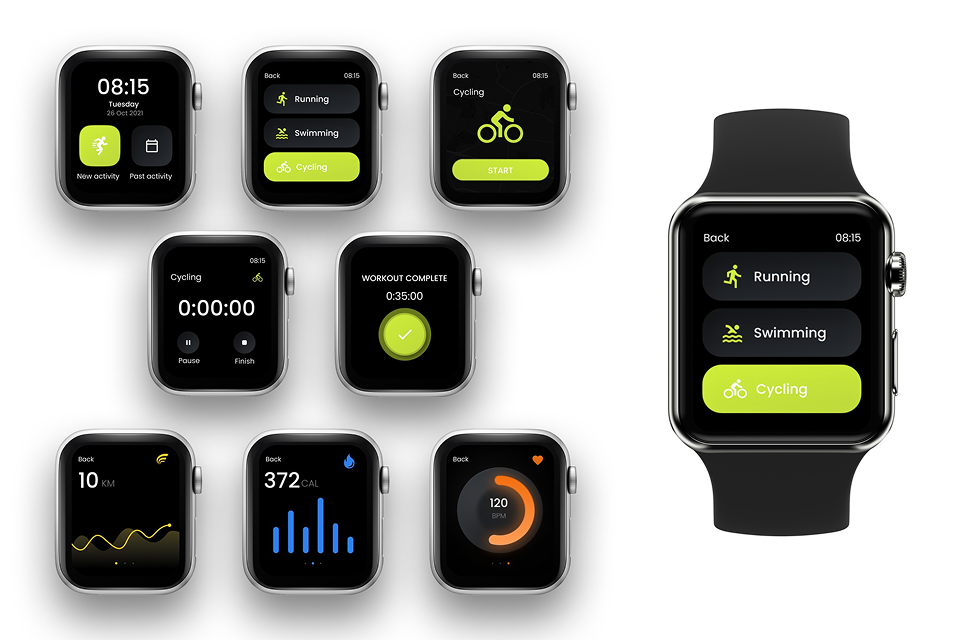 08:15
Tuesday
26-Oct 2021
New activity
Past activity
Back 08:15
Running
Swimming
Cycling
Back 08:15
Cycling
START
08:15
Cycling
0:00:00
Pause
Finish
WORKOUT COMPLETE
0:35:00
Back
10 KM
Back
372 CAL
Back
120
BPM
Back 08:15
Running
Swimming
Cycling